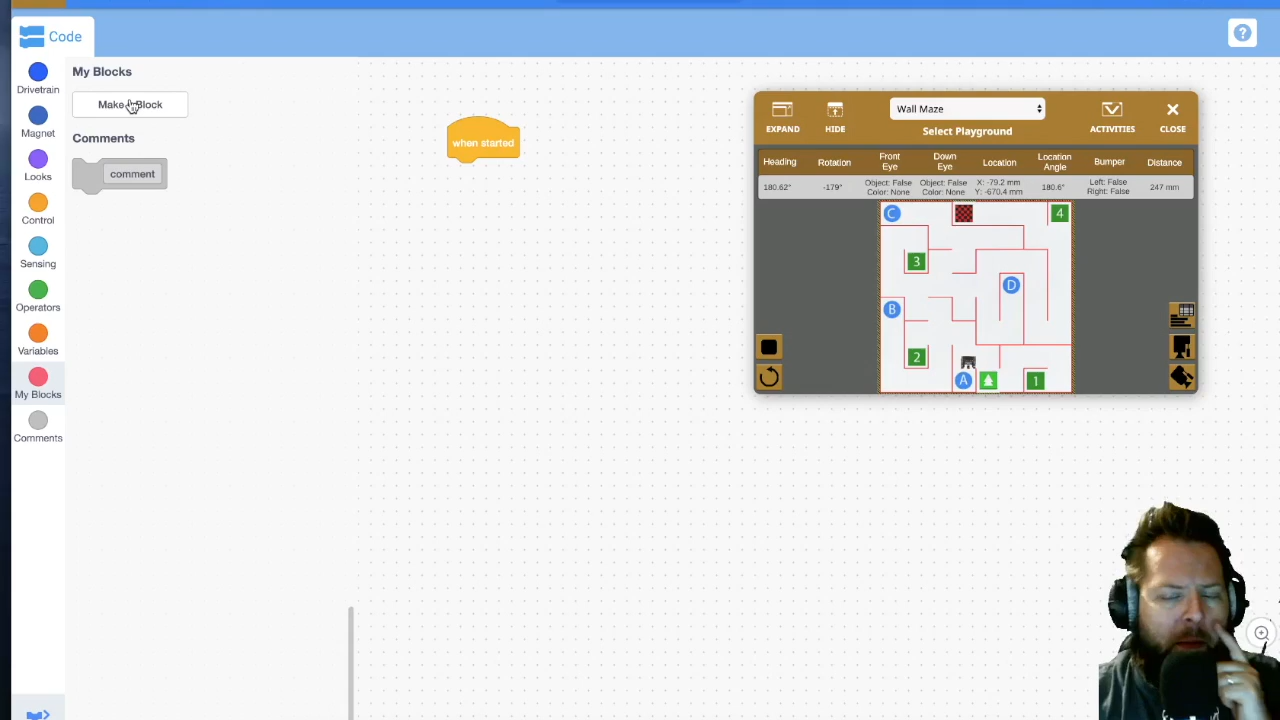 Code
?
Drivetrain
Magnet
Looks
Control
Sensing
Operators
Variables
My Blocks
Comments
My Blocks
Make Block
Comments
comment
when started
EXPAND
HIDE
Wall Maze
Select Playground
ACTIVITIES
CLOSE
Heading Rotation Front Eye Down Eye Location Location Angle Bumper Distance
180.62° -179° Object: False Object: False X: -79.2 mm 180.6° Left: False 247 mm
Color: None Color: None Y: -670.4 mm Right: False
C 4
3
D
B
2
A 1